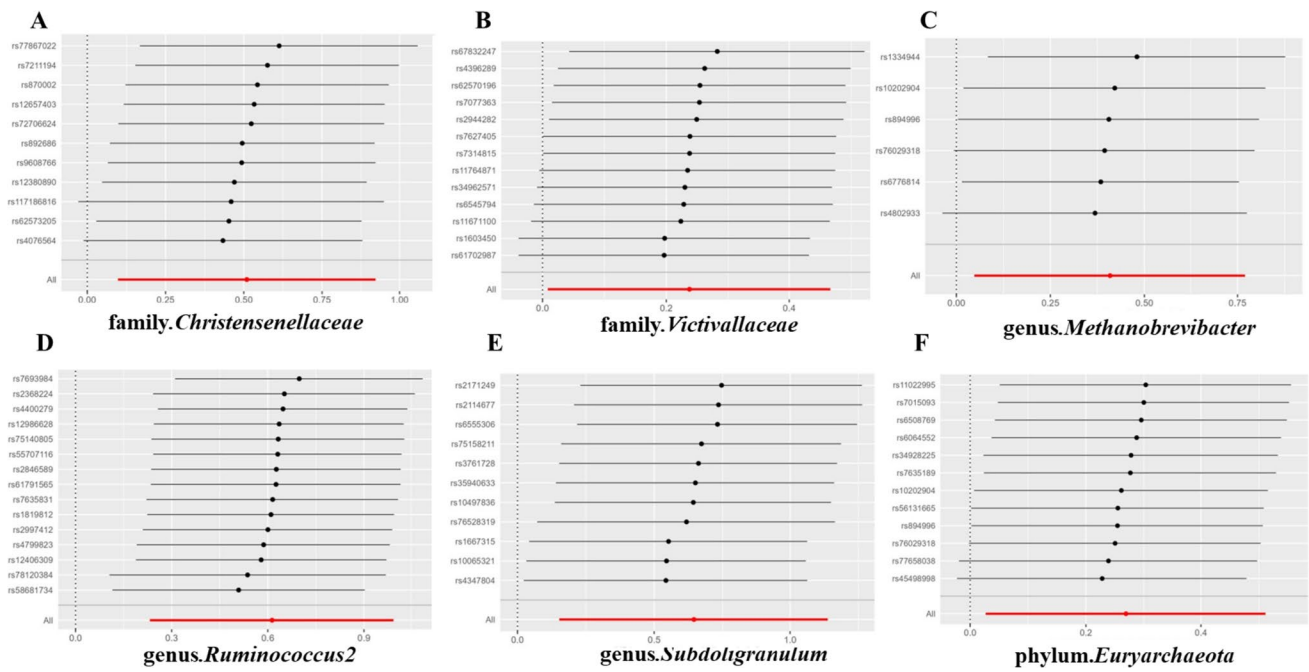 A
rs77867022
rs7211194
rs870002
rs12657403
rs72706624
rs892686
rs9608766
rs12380890
rs117186816
rs62573205
rs4076564
All
0.00 0.25 0.50 0.75 1.00
family.Christensenellaceae
B
rs67832247
rs4396289
rs62570196
rs7077363
rs2944282
rs7627405
rs7314815
rs11764871
rs34962571
rs6545794
rs11671100
rs1603450
rs61702987
All
0.0 0.2 0.4
family.Victivallaceae
C
rs1334944
rs10202904
rs894996
rs76029318
rs6776814
rs4802933
All
0.00 0.25 0.50 0.75
genus.Methanobrevibacter
D
rs7693984
rs2368224
rs4400279
rs12986628
rs75140805
rs55707116
rs2846589
rs61791565
rs7635831
rs1819812
rs2997412
rs4799823
rs12406309
rs78120384
rs58681734
All
0.0 0.3 0.6 0.9
genus.Ruminococcus2
E
rs2171249
rs2114677
rs6555306
rs75158211
rs3761728
rs35940633
rs10497836
rs76528319
rs1667315
rs10065321
rs4347804
All
0.0 0.5 1.0
genus.Subdoligranulum
F
rs11022995
rs7015093
rs6508769
rs6064552
rs34928225
rs7635189
rs10202904
rs56131665
rs894996
rs76029318
rs77658038
rs45498998
All
0.0 0.2 0.4
phylum.Euryarchaeota